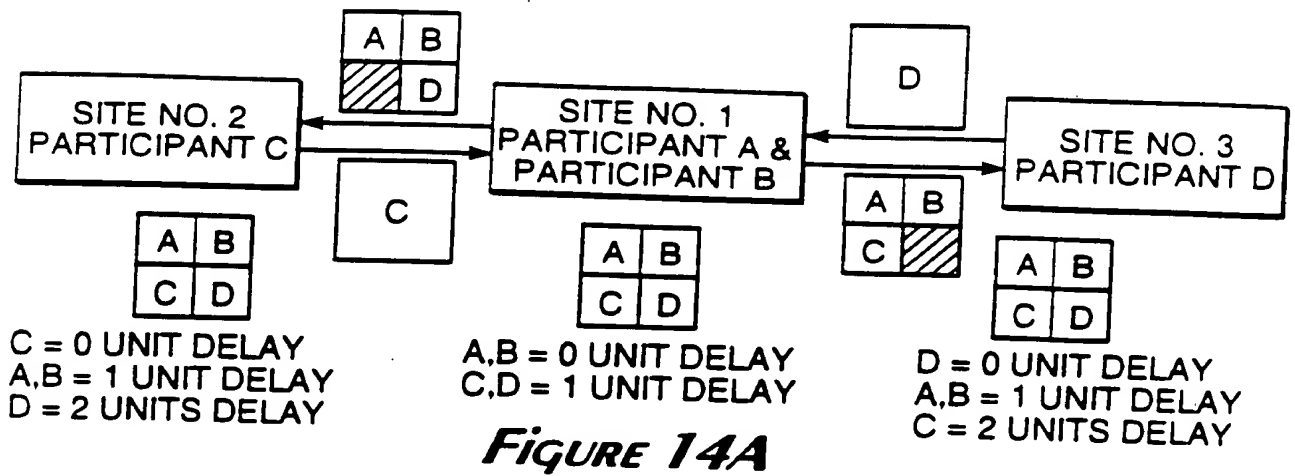 A B
D
D
SITE NO. 2
PARTICIPANT C
SITE NO. 1
PARTICIPANT A &
PARTICIPANT B
SITE NO. 3
PARTICIPANT D
C
A B
C
A B
C D
A B
C D
A B
C D
C = 0 UNIT DELAY
A,B = 1 UNIT DELAY
D = 2 UNITS DELAY
A,B = 0 UNIT DELAY
C,D = 1 UNIT DELAY
D = 0 UNIT DELAY
A,B = 1 UNIT DELAY
C = 2 UNITS DELAY
FIGURE 14A